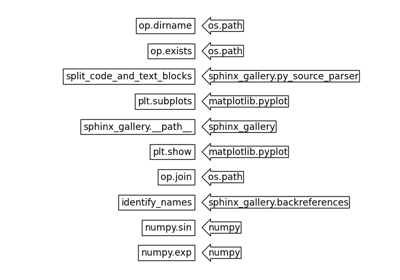 op.dirname os.path
op.exists os.path
split_code_and_text_blocks sphinx_gallery.py_source_parser
plt.subplots matplotlib.pyplot
sphinx_gallery.__path__ sphinx_gallery
plt.show matplotlib.pyplot
op.join os.path
identify_names sphinx_gallery.backreferences
numpy.sin numpy
numpy.exp numpy